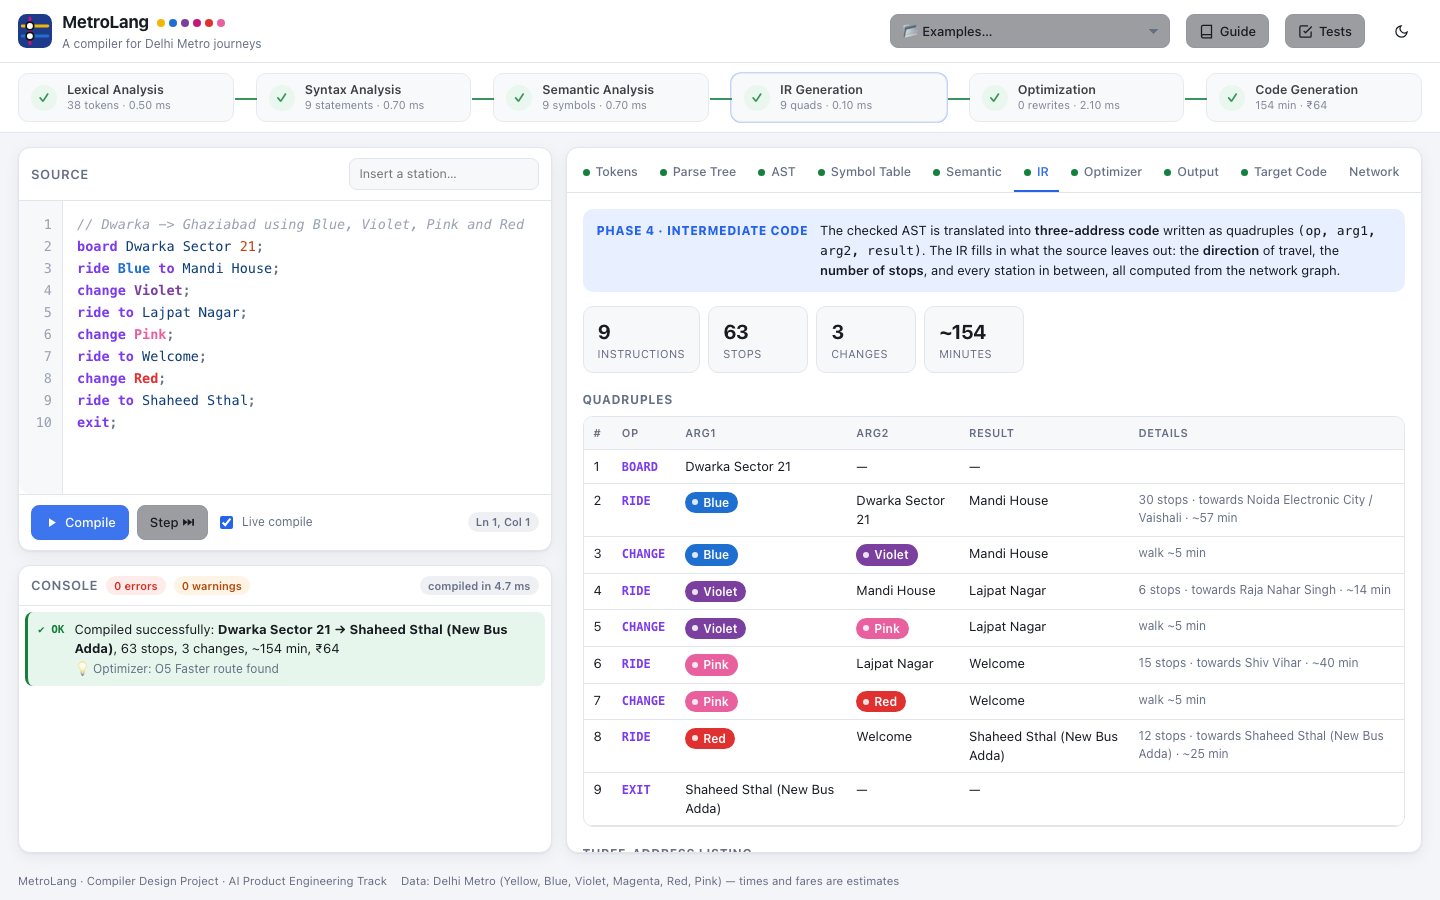 MetroLang
A compiler for Delhi Metro journeys
Examples...
Guide
Tests
Lexical Analysis
38 tokens · 0.50 ms
Syntax Analysis
9 statements · 0.70 ms
Semantic Analysis
9 symbols · 0.70 ms
IR Generation
9 quads · 0.10 ms
Optimization
0 rewrites · 2.10 ms
Code Generation
154 min · ₹64
SOURCE
Insert a station...
1 // Dwarka —> Ghaziabad using Blue, Violet, Pink and Red
2 board Dwarka Sector 21;
3 ride Blue to Mandi House;
4 change Violet;
5 ride to Lajpat Nagar;
6 change Pink;
7 ride to Welcome;
8 change Red;
9 ride to Shaheed Sthal;
10 exit;
Compile
Step ⏭
Live compile
Ln 1, Col 1
CONSOLE 0 errors 0 warnings compiled in 4.7 ms
✓ OK Compiled successfully: Dwarka Sector 21 → Shaheed Sthal (New Bus
Adda), 63 stops, 3 changes, ~154 min, ₹64
💡 Optimizer: O5 Faster route found
Tokens Parse Tree AST Symbol Table Semantic IR Optimizer Output Target Code Network
PHASE 4 · INTERMEDIATE CODE
The checked AST is translated into three-address code written as quadruples (op, arg1,
arg2, result). The IR fills in what the source leaves out: the direction of travel, the
number of stops, and every station in between, all computed from the network graph.
9
INSTRUCTIONS
63
STOPS
3
CHANGES
~154
MINUTES
QUADRUPLES
# OP ARG1 ARG2 RESULT DETAILS
1 BOARD Dwarka Sector 21 — —
2 RIDE Blue Dwarka Sector 21 Mandi House 30 stops · towards Noida Electronic City / Vaishali · ~57 min
3 CHANGE Blue Violet Mandi House walk ~5 min
4 RIDE Violet Mandi House Lajpat Nagar 6 stops · towards Raja Nahar Singh · ~14 min
5 CHANGE Violet Pink Lajpat Nagar walk ~5 min
6 RIDE Pink Lajpat Nagar Welcome 15 stops · towards Shiv Vihar · ~40 min
7 CHANGE Pink Red Welcome walk ~5 min
8 RIDE Red Welcome Shaheed Sthal (New Bus Adda) 12 stops · towards Shaheed Sthal (New Bus Adda) · ~25 min
9 EXIT Shaheed Sthal (New Bus Adda) — —
THREE-ADDRESS LISTING
MetroLang · Compiler Design Project · AI Product Engineering Track Data: Delhi Metro (Yellow, Blue, Violet, Magenta, Red, Pink) — times and fares are estimates